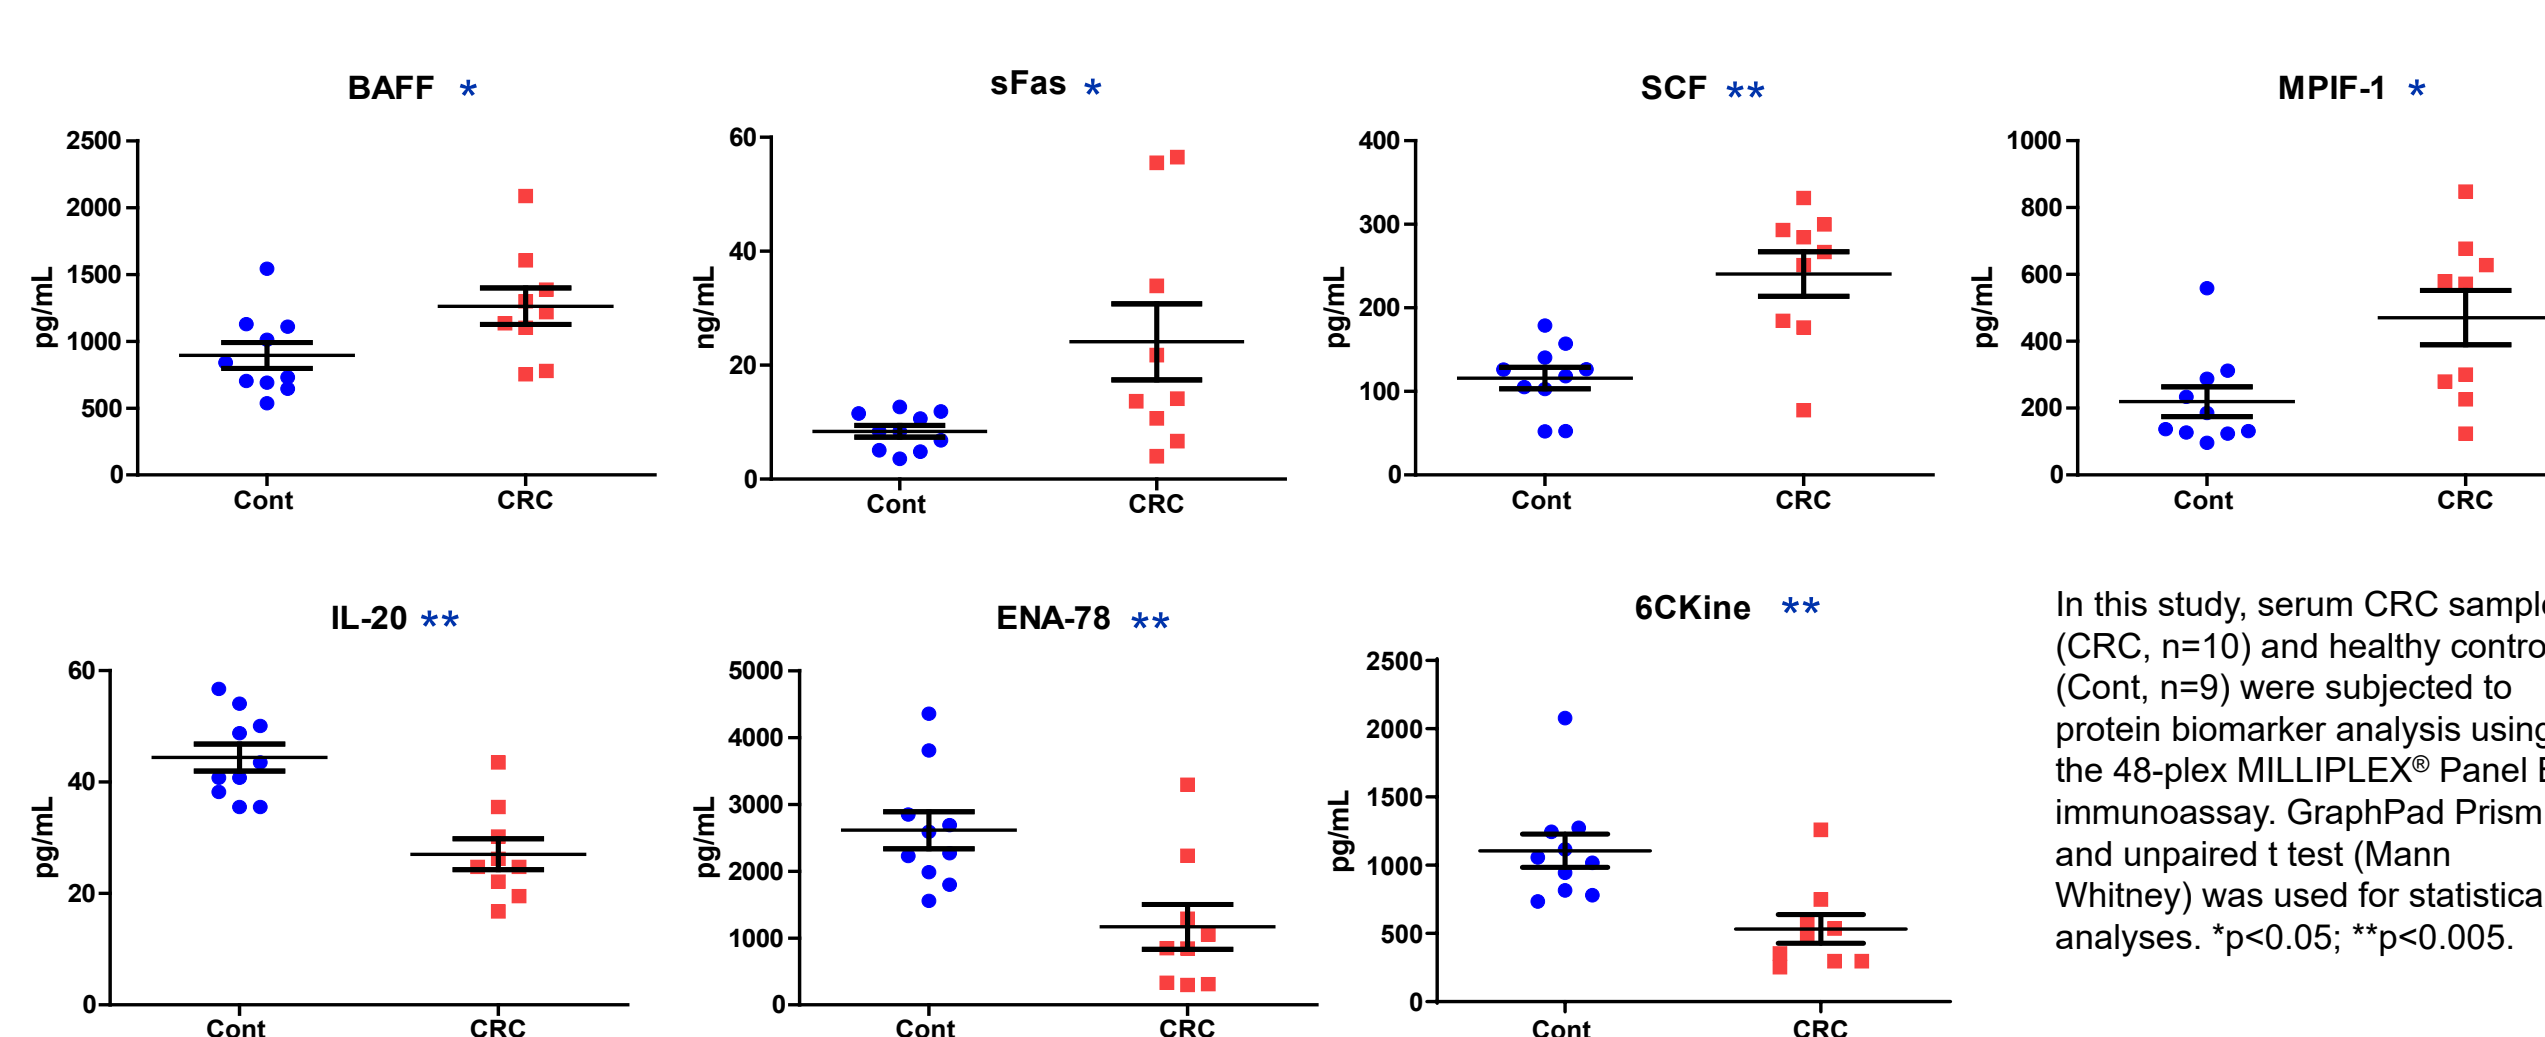 BAFF *
2500
2000
1500
1000
500
0
pg/mL
Cont
CRC
sFas *
60
40
20
0
ng/mL
Cont
CRC
SCF **
400
300
200
100
0
pg/mL
Cont
CRC
MPIF-1 *
1000
800
600
400
200
0
pg/mL
Cont
CRC
IL-20 **
60
40
20
0
pg/mL
Cont
CRC
ENA-78 **
5000
4000
3000
2000
1000
0
pg/mL
Cont
CRC
6CKine **
2500
2000
1500
1000
500
0
pg/mL
Cont
CRC
In this study, serum CRC
(CRC, n=10) and healthy
(Cont, n=9) were subjected to
protein biomarker analysis using
the 48-plex MILLIPLEX® Panel
immunoassay. GraphPad Prism
and unpaired t test (Mann
Whitney) was used for statistical
analyses. *p<0.05; **p<0.005.